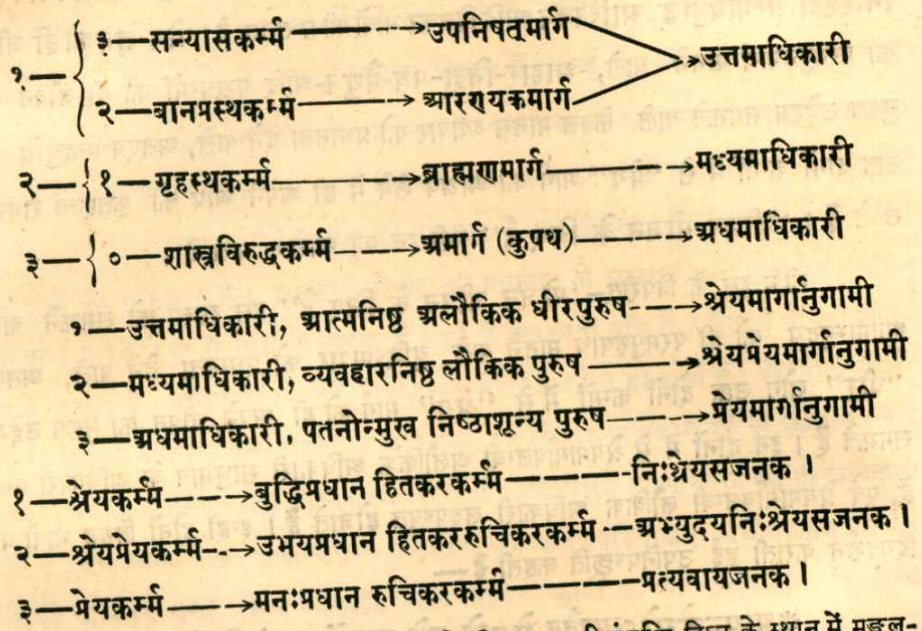 ३—सन्यासकर्म्म————→उपनिषत्मार्ग
१—→उत्तमाधिकारी
२—बानप्रस्थकर्म्म————→आरण्यकमार्ग
२—{१—गृहस्थकर्म्म————→ब्राह्मणमार्ग————→मध्यमाधिकारी
३—{०—शास्त्रविरुद्धकर्म्म————→अमार्ग (कुपथ)————→अधमाधिकारी
१—उत्तमाधिकारी, आत्मनिष्ठ अलौकिक धीरपुरुष----→श्रेयमार्गानुगामी
२—मध्यमाधिकारी, व्यवहारनिष्ठ लौकिक पुरुष————→श्रेयप्रेयमार्गानुगामी
३—अधमाधिकारी, पतनोन्मुख निष्ठाशून्य पुरुष————→प्रेयमार्गानुगामी
१—श्रेयकर्म्म———→बुद्धिप्रधान हितकरकर्म्म————निःश्रेयसजनक ।
२—श्रेयप्रेयकर्म्म--→उभयप्रधान हितकररुचिकरकर्म्म--—अभ्युदयनिःश्रेयसजनक ।
३—प्रेयकर्म्म———→मनःप्रधान रुचिकरकर्म्म————प्रत्यवायजनक ।
के स्थान में मङ्गल-